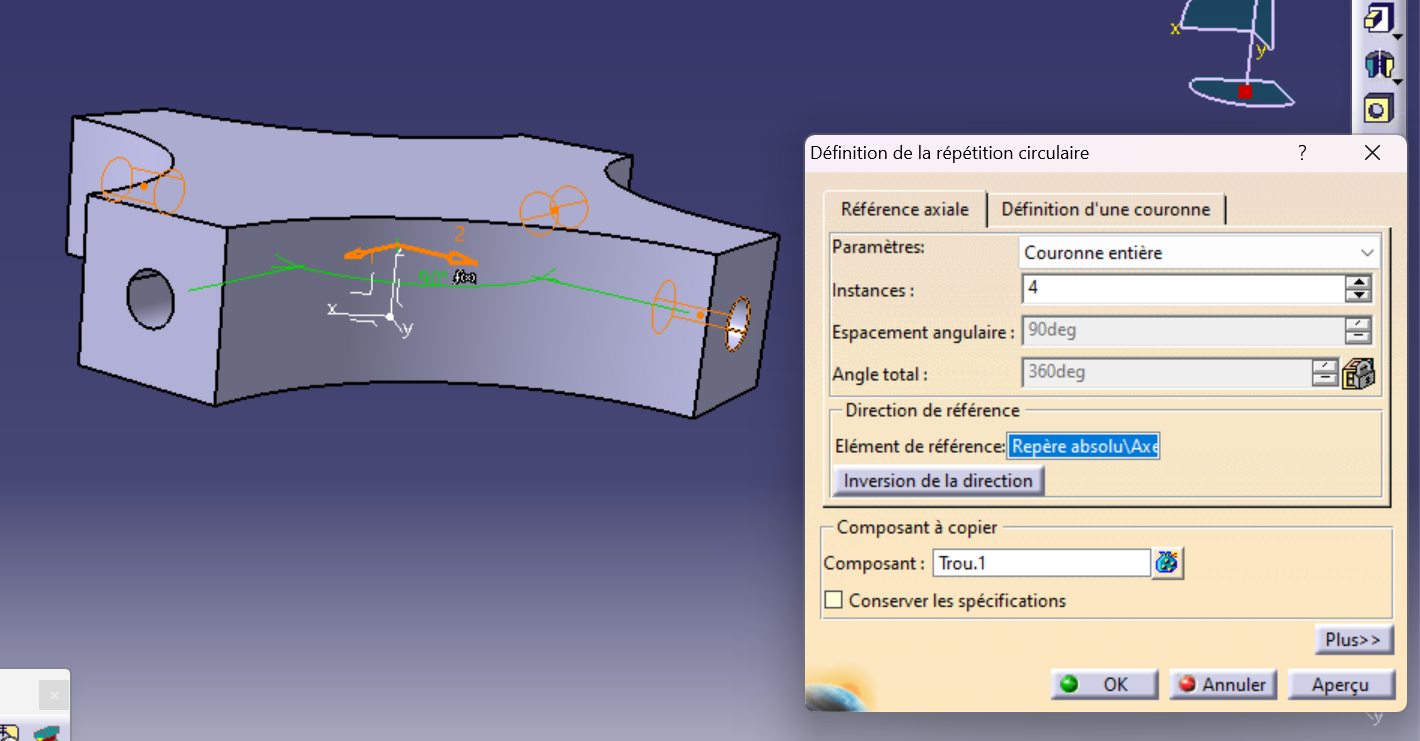 x
y
Définition de la répétition circulaire
?
Référence axiale
Définition d'une couronne
Paramètres:
Couronne entière
Instances :
4
Espacement angulaire :
90deg
Angle total :
360deg
Direction de référence
Elément de référence:
Repère absolu\Axe
Inversion de la direction
Composant à copier
Composant :
Trou.1
Conserver les spécifications
Plus>>
OK
Annuler
Aperçu
2
1
z
f(x)
x
y
y